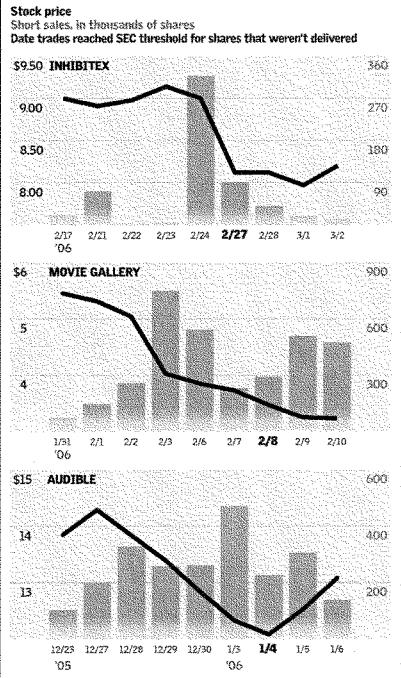 Stock price
Short sales, in thousands of shares
Date trades reached SEC threshold for shares that weren't delivered
$9.50 INHIBITEX 360
9.00 270
8.50 180
8.00 90
2/17 2/21 2/22 2/23 2/24 2/27 2/28 3/1 3/2
'06
$6 MOVIE GALLERY 900
5 600
4 300
1/31 2/1 2/2 2/3 2/6 2/7 2/8 2/9 2/10
'06
$15 AUDIBLE 600
14 400
13 200
12/23 12/27 12/28 12/29 12/30 1/3 1/4 1/5 1/6
'05 '06